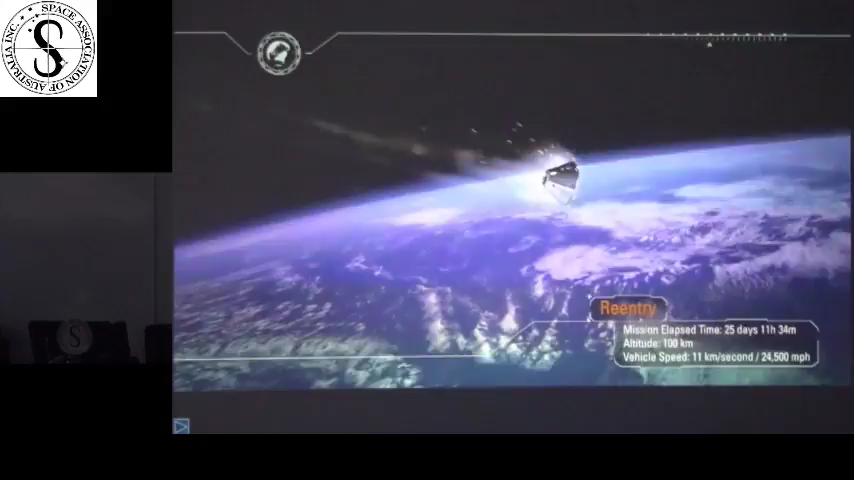 SPACE ASSOCIATION
OF AUSTRALIA INC.
S
Reentry
Mission Elapsed Time: 25 days 11h 34m
Altitude: 100 km
Vehicle Speed: 11 km/second / 24,500 mph